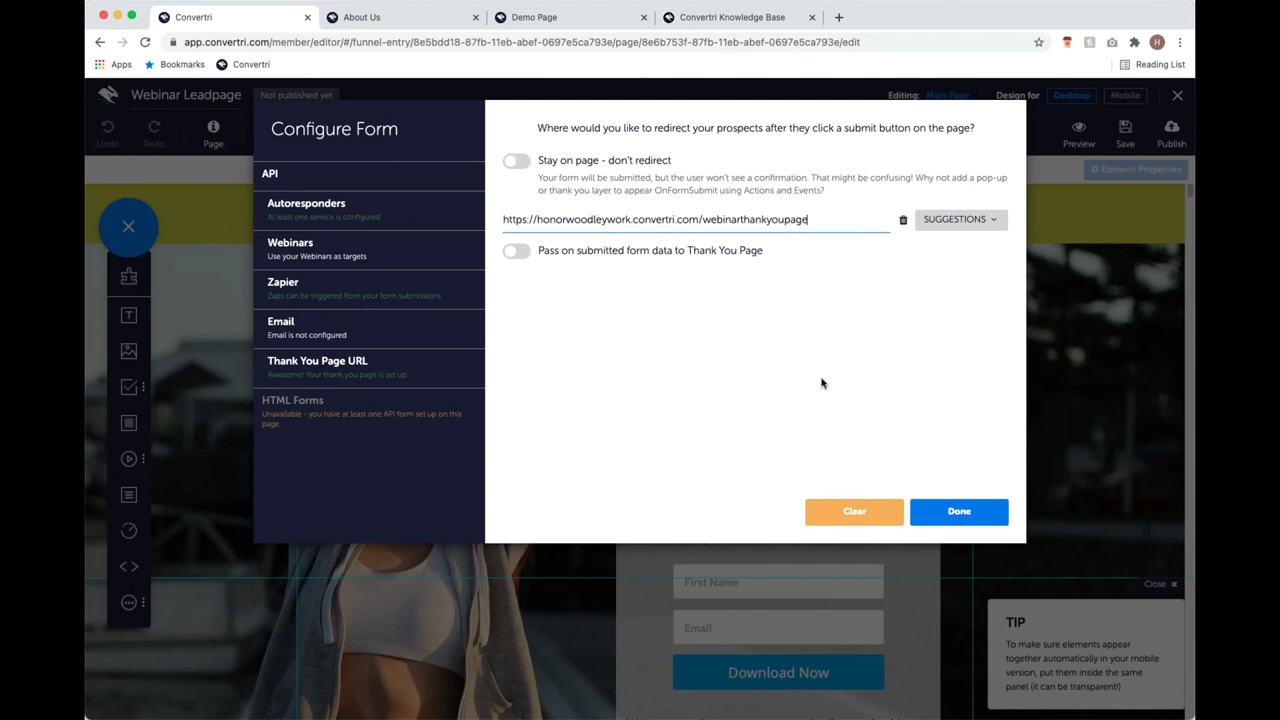 Convertri
About Us
Demo Page
Convertri Knowledge Base
app.convertri.com/member/editor/#/funnel-entry/8e5bdd18-87fb-11eb-abef-0697e5ca793e/page/8e6b753f-87fb-11eb-abef-0697e5ca793e/edit
H
Apps
Bookmarks
Convertri
Reading List
Webinar Leadpage
Not published yet
Editing: Main Page
Design for
Desktop
Mobile
Undo
Redo
Page
Preview
Save
Publish
Element Properties
Configure Form
API
Autoresponders
At least one service is configured
Webinars
Use your Webinars as targets
Zapier
Zaps can be triggered from your form submissions
Email
Email is not configured
Thank You Page URL
Awesome! Your thank you page is set up.
HTML Forms
Unavailable - you have at least one API form set up on this
page
Where would you like to redirect your prospects after they click a submit button on the page?
Stay on page - don't redirect
Your form will be submitted, but the user won't see a confirmation. That might be confusing! Why not add a pop-up
or thank you layer to appear OnFormSubmit using Actions and Events?
https://honorwoodleywork.convertri.com/webinarthankyoupage
SUGGESTIONS
Pass on submitted form data to Thank You Page
Clear
Done
First Name
Email
Download Now
Close
TIP
To make sure elements appear
together automatically in your mobile
version, put them inside the same
panel (it can be transparent!)